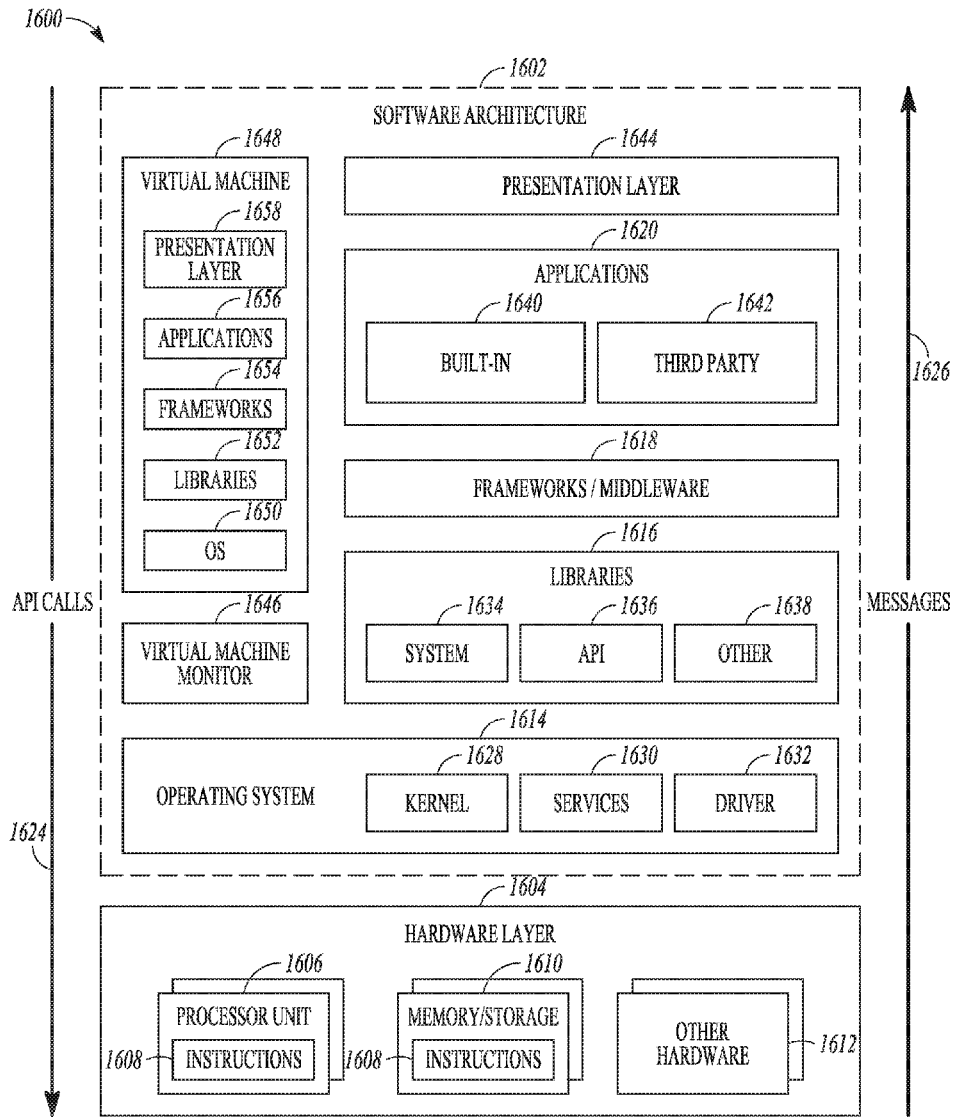 1600
1602
SOFTWARE ARCHITECTURE
1648
VIRTUAL MACHINE
1658
PRESENTATION
LAYER
1656
APPLICATIONS
1654
FRAMEWORKS
1652
LIBRARIES
1650
OS
1646
VIRTUAL MACHINE
MONITOR
1644
PRESENTATION LAYER
1620
APPLICATIONS
1640
BUILT-IN
1642
THIRD PARTY
1618
FRAMEWORKS / MIDDLEWARE
1616
LIBRARIES
1634
SYSTEM
1636
API
1638
OTHER
1614
OPERATING SYSTEM
1628
KERNEL
1630
SERVICES
1632
DRIVER
API CALLS
1624
MESSAGES
1626
1604
HARDWARE LAYER
1606
PROCESSOR UNIT
1608
INSTRUCTIONS
1610
MEMORY/STORAGE
1608
INSTRUCTIONS
OTHER
HARDWARE
1612